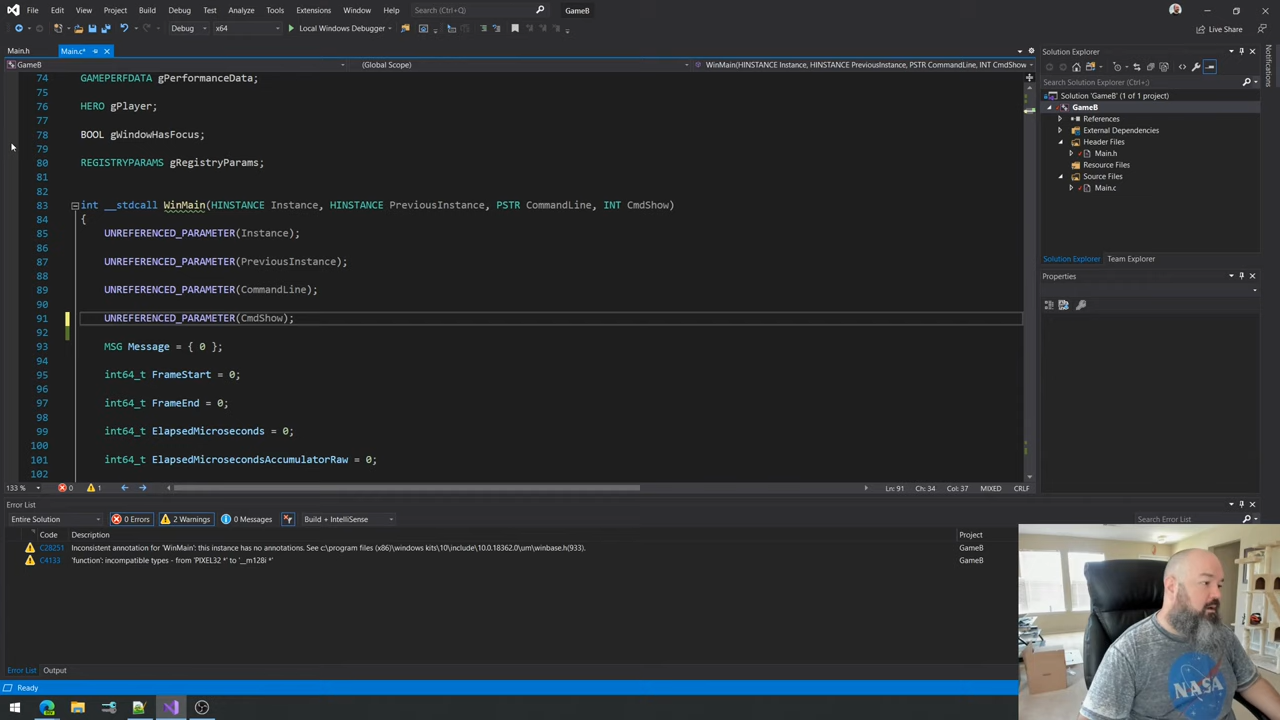 File Edit View Git Project Build Debug Test Analyze Tools Extensions Window Help Search (Ctrl+Q) GameB
Debug x64 Local Windows Debugger Live Share
Main.h Main.c*
GameB (Global Scope) WinMain(HINSTANCE Instance, HINSTANCE PreviousInstance, PSTR CommandLine, INT CmdShow)
74 GAMEPERFDATA gPerformanceData;
75
76 HERO gPlayer;
77
78 BOOL gWindowHasFocus;
79
80 REGISTRYPARAMS gRegistryParams;
81
82
83 int __stdcall WinMain(HINSTANCE Instance, HINSTANCE PreviousInstance, PSTR CommandLine, INT CmdShow)
84 {
85 UNREFERENCED_PARAMETER(Instance);
86
87 UNREFERENCED_PARAMETER(PreviousInstance);
88
89 UNREFERENCED_PARAMETER(CommandLine);
90
91 UNREFERENCED_PARAMETER(CmdShow);
92
93 MSG Message = { 0 };
94
95 int64_t FrameStart = 0;
96
97 int64_t FrameEnd = 0;
98
99 int64_t ElapsedMicroseconds = 0;
100
101 int64_t ElapsedMicrosecondsAccumulatorRaw = 0;
102
133 % 0 1 Ln: 91 Ch: 34 Col: 37 MIXED CRLF
Error List
Entire Solution 0 Errors 2 Warnings 0 Messages Build + IntelliSense Search Error List
Code Description Project
C28251 Inconsistent annotation for 'WinMain': this instance has no annotations. See c:\program files (x86)\windows kits\10\include\10.0.18362.0\um\winbase.h(933). GameB
C4133 'function': incompatible types - from 'PIXEL32 *' to '__m128i *' GameB
Error List Output
Ready
Solution Explorer
Search Solution Explorer (Ctrl+;)
Solution 'GameB' (1 of 1 project)
GameB
References
External Dependencies
Header Files
Main.h
Resource Files
Source Files
Main.c
Solution Explorer Team Explorer
Properties
Notifications
NASA